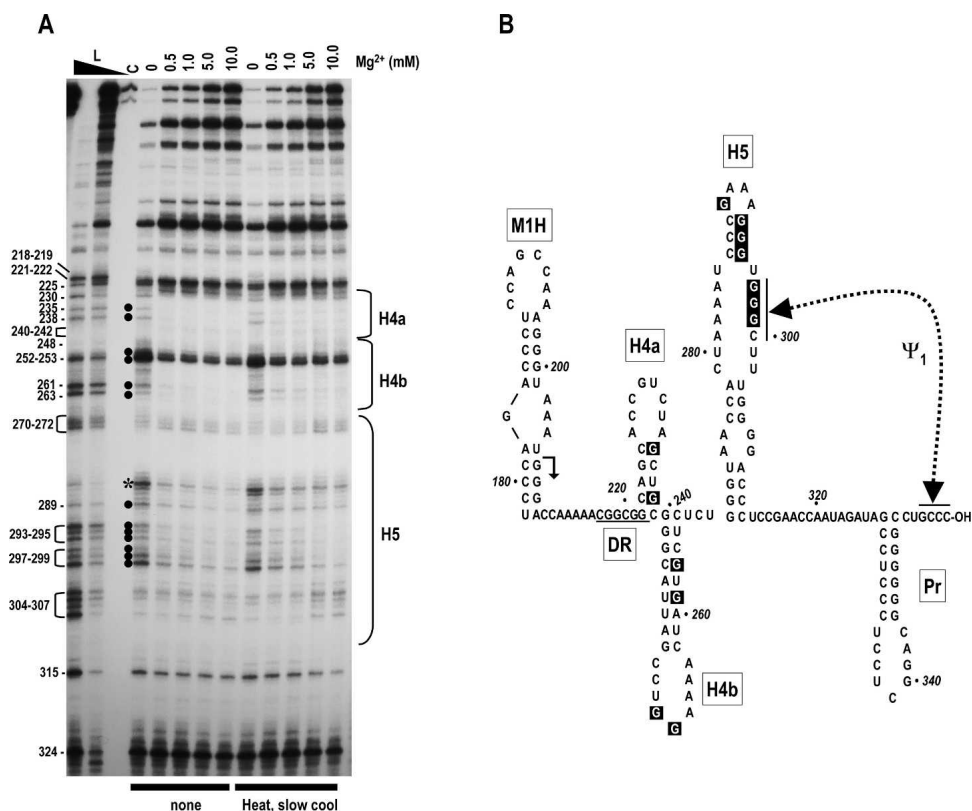 A
B
L
C
0
0.5
1.0
5.0
10.0
0
0.5
1.0
5.0
10.0
Mg²⁺ (mM)
218-219
221-222
225
230
235
238
240-242
248
252-253
261
263
270-272
*
289
293-295
297-299
304-307
315
324
H4a
H4b
H5
none
Heat, slow cool
M1H
200
180
H4a
220
240
H5
280
300
Ψ1
UACCAAAAACGGCGG
CGCUCU
GCUCCGAACCAAUAGAUAGCCUGCCC-OH
320
DR
260
H4b
Pr
340